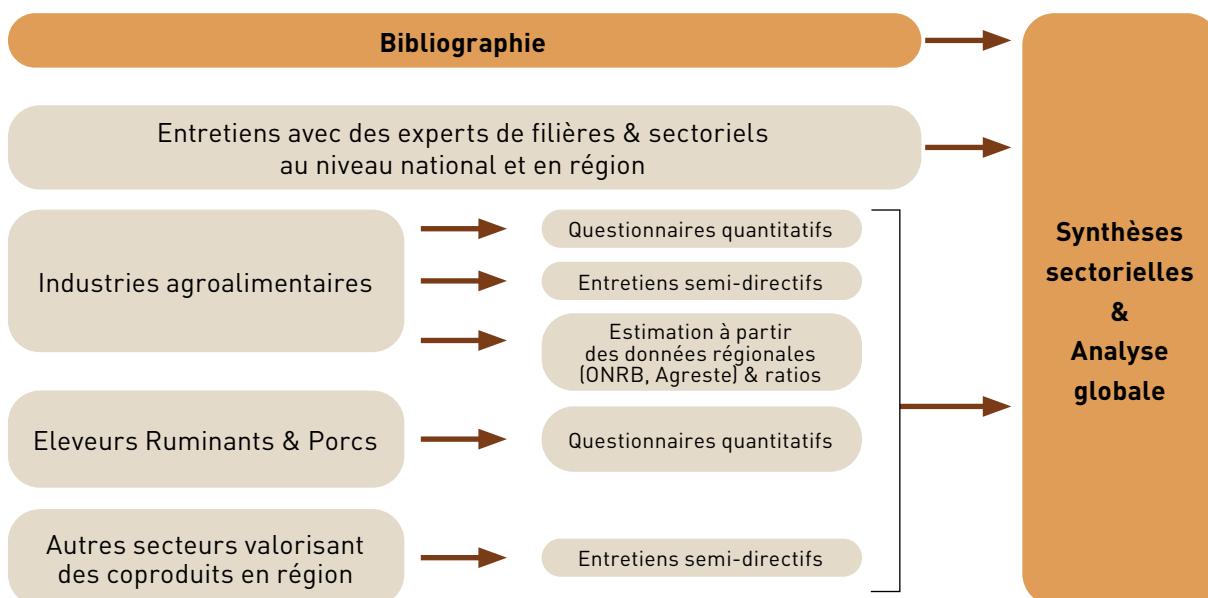 Bibliographie
Entretiens avec des experts de filières & sectoriels
au niveau national et en région
Industries agroalimentaires
Questionnaires quantitatifs
Entretiens semi-directifs
Estimation à partir
des données régionales
(ONRB, Agreste) & ratios
Eleveurs Ruminants & Porcs
Questionnaires quantitatifs
Autres secteurs valorisant
des coproduits en région
Entretiens semi-directifs
Synthèses
sectorielles
&
Analyse
globale